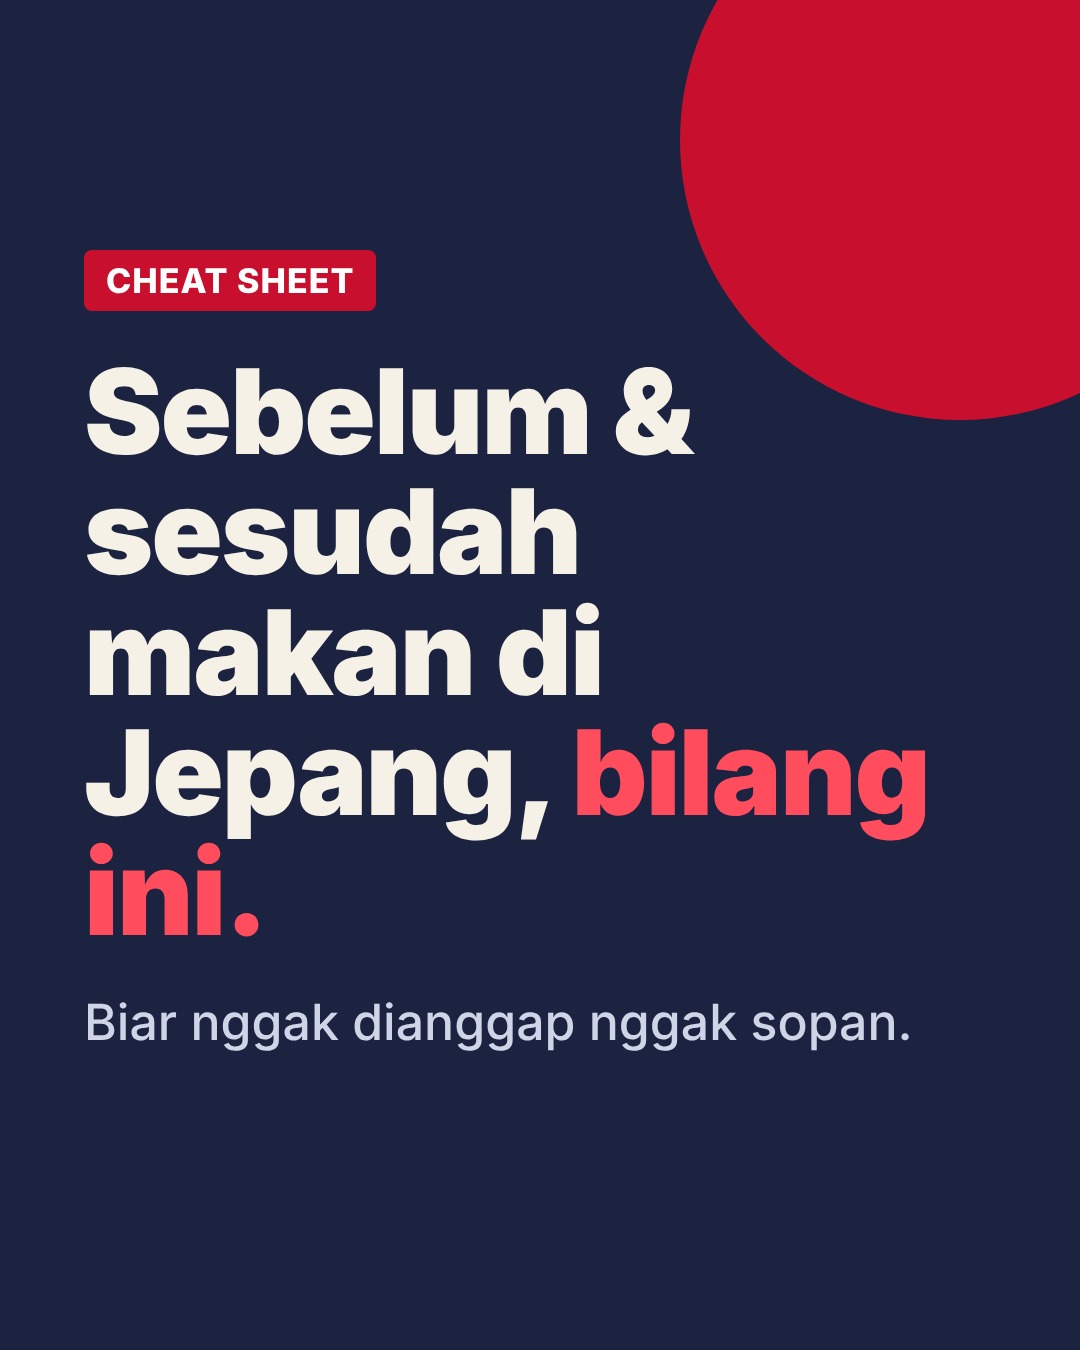 CHEAT SHEET
Sebelum &
sesudah
makan di
Jepang, bilang
ini.
Biar nggak dianggap nggak sopan.